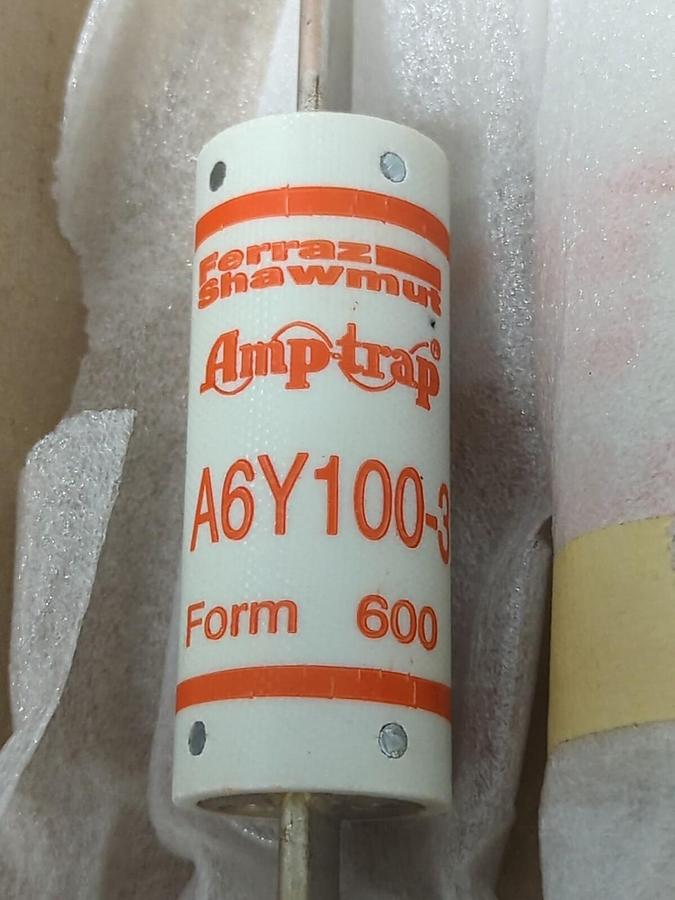 Ferraz
Shawmut
Amp-trap®
A6Y100-3
Form 600